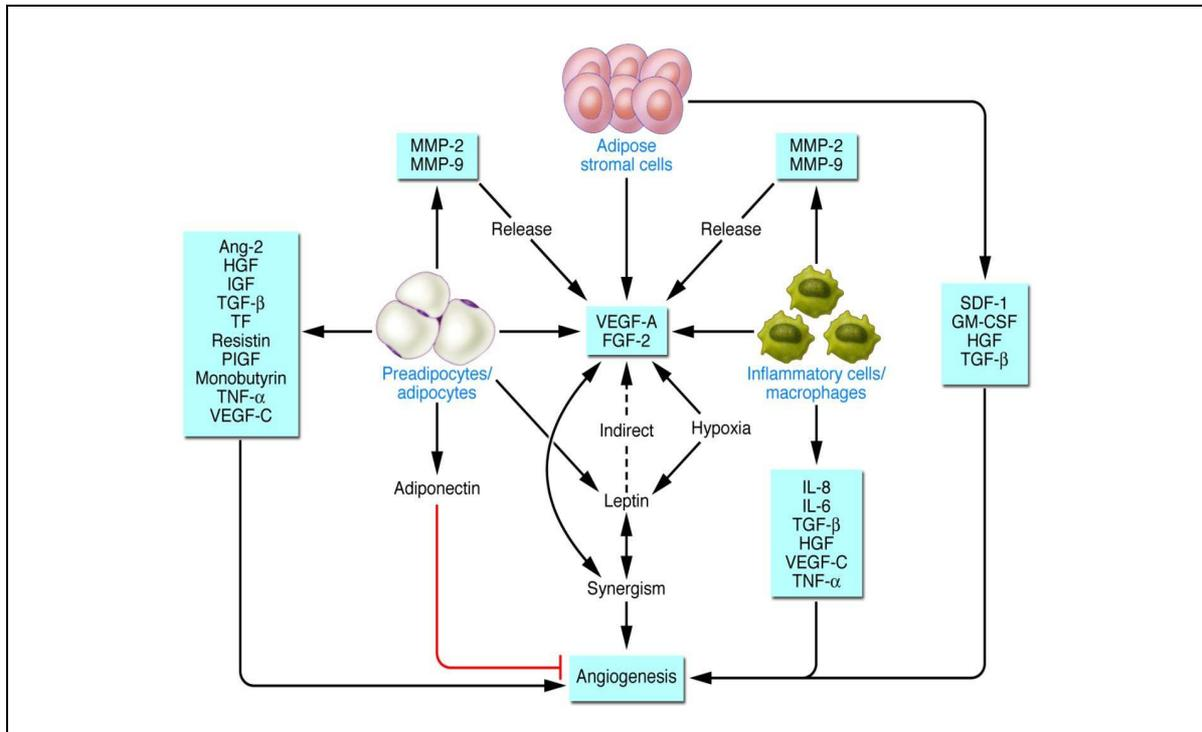 Adipose
stromal cells
MMP-2
MMP-9
MMP-2
MMP-9
Release
Release
Ang-2
HGF
IGF
TGF-β
TF
Resistin
PIGF
Monobutyrin
TNF-α
VEGF-C
Preadipocytes/
adipocytes
VEGF-A
FGF-2
Inflammatory cells/
macrophages
SDF-1
GM-CSF
HGF
TGF-β
Indirect
Hypoxia
Adiponectin
Leptin
IL-8
IL-6
TGF-β
HGF
VEGF-C
TNF-α
Synergism
Angiogenesis